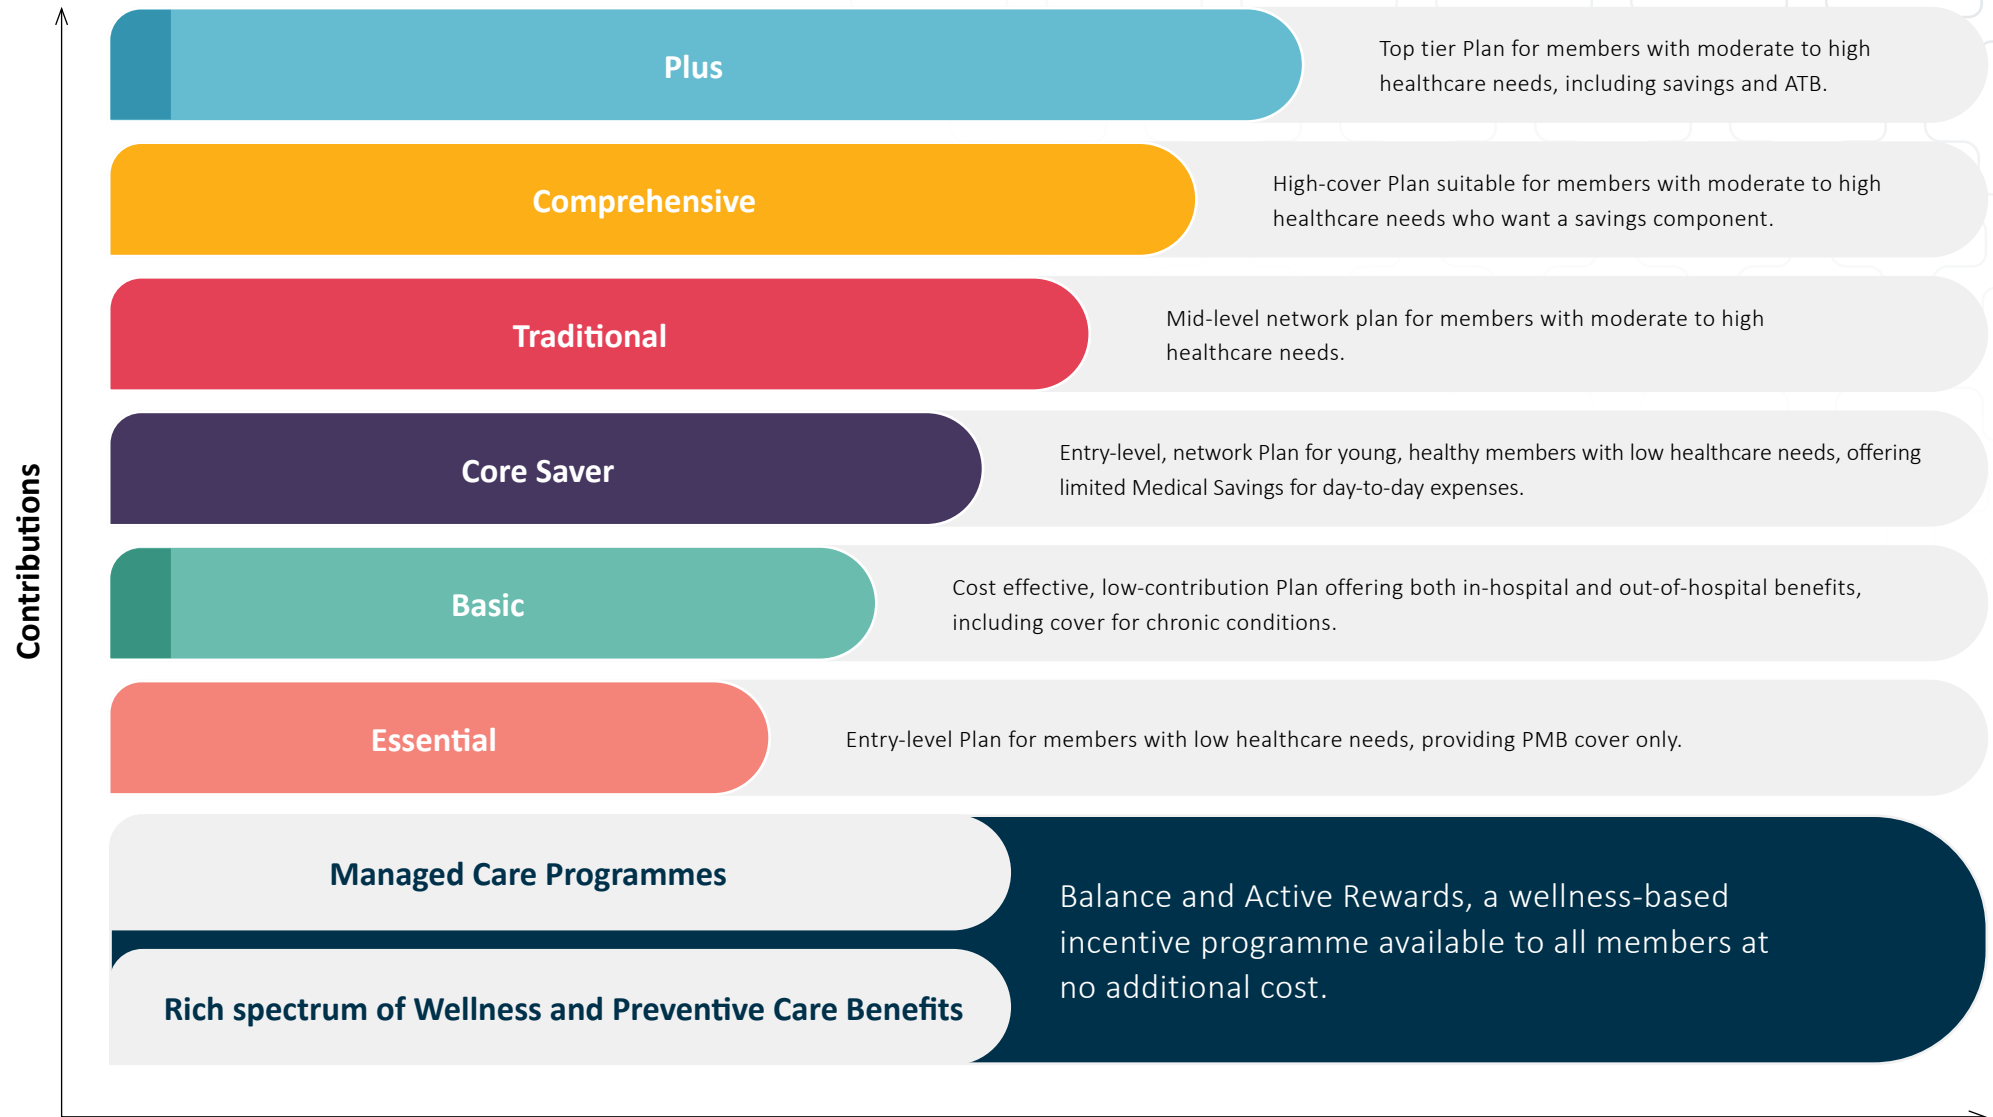 Contributions
Plus
Top tier Plan for members with moderate to high
healthcare needs, including savings and ATB.
Comprehensive
High-cover Plan suitable for members with moderate to high
healthcare needs who want a savings component.
Traditional
Mid-level network plan for members with moderate to high
healthcare needs.
Core Saver
Entry-level, network Plan for young, healthy members with low healthcare needs, offering
limited Medical Savings for day-to-day expenses.
Basic
Cost effective, low-contribution Plan offering both in-hospital and out-of-hospital benefits,
including cover for chronic conditions.
Essential
Entry-level Plan for members with low healthcare needs, providing PMB cover only.
Managed Care Programmes
Rich spectrum of Wellness and Preventive Care Benefits
Balance and Active Rewards, a wellness-based
incentive programme available to all members at
no additional cost.